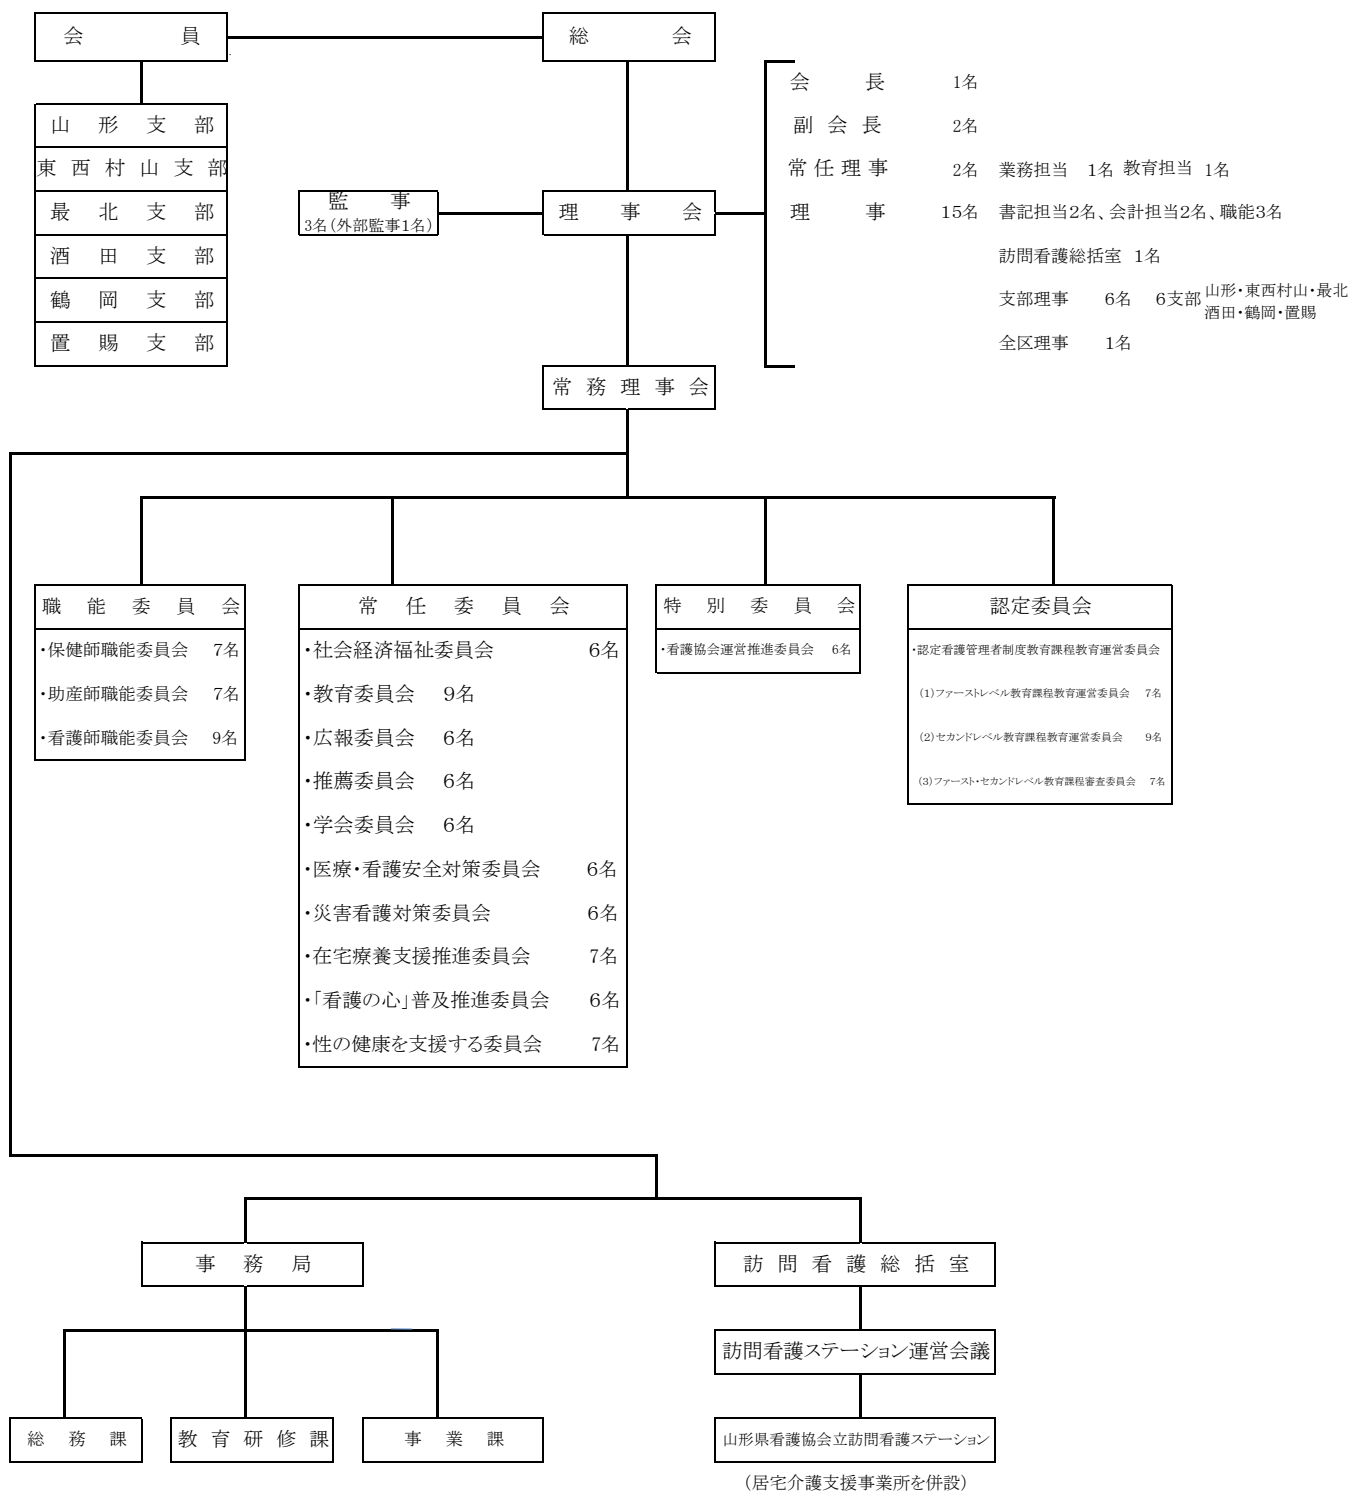 会員
総会
会長 1名
副会長 2名
常任理事 2名 業務担当 1名 教育担当 1名
理事 15名 書記担当2名、会計担当2名、職能3名
訪問看護総括室 1名
支部理事 6名 6支部 山形・東西村山・最北
酒田・鶴岡・置賜
全区理事 1名
山形支部
東西村山支部
最北支部
酒田支部
鶴岡支部
置賜支部
監事
3名(外部監事1名)
理事会
常務理事会
職能委員会
・保健師職能委員会 7名
・助産師職能委員会 7名
・看護師職能委員会 9名
常任委員会
・社会経済福祉委員会 6名
・教育委員会 9名
・広報委員会 6名
・推薦委員会 6名
・学会委員会 6名
・医療・看護安全対策委員会 6名
・災害看護対策委員会 6名
・在宅療養支援推進委員会 7名
・「看護の心」普及推進委員会 6名
・性の健康を支援する委員会 7名
特別委員会
・看護協会運営推進委員会 6名
認定委員会
・認定看護管理者制度教育課程教育運営委員会
(1)ファーストレベル教育課程教育運営委員会 7名
(2)セカンドレベル教育課程教育運営委員会 9名
(3)ファースト・セカンドレベル教育課程審査委員会 7名
事務局
総務課
教育研修課
事業課
訪問看護総括室
訪問看護ステーション運営会議
山形県看護協会立訪問看護ステーション
(居宅介護支援事業所を併設)